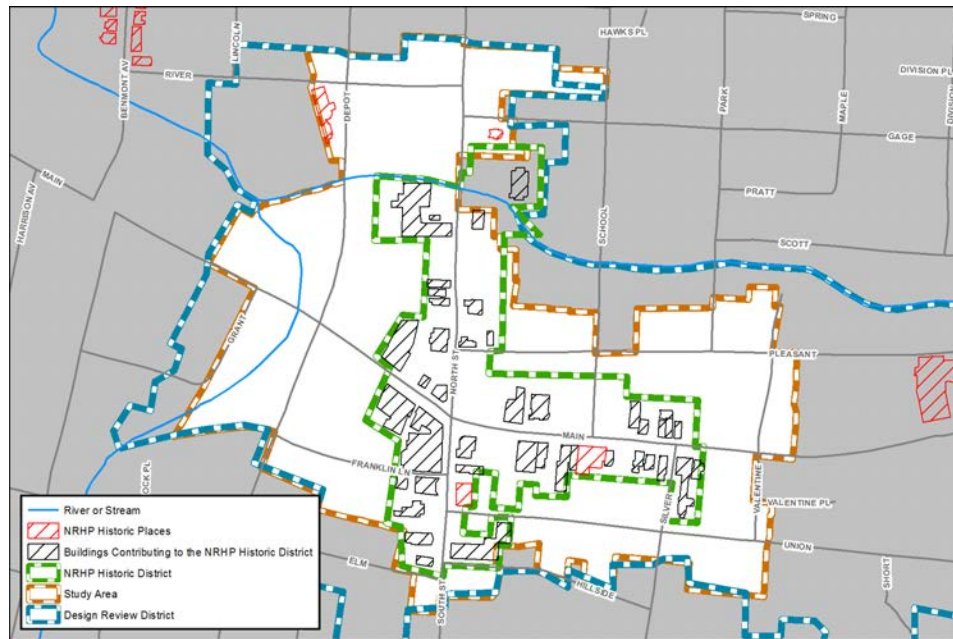 SPRING
HAWKS PL
LINCOLN
BENMONT AV
RIVER
DEPOT
PARK
MAPLE
DIVISION PL
DIVISION
GAGE
MAIN
HARRISON AV
PRATT
SCHOOL
SCOTT
GRANT
NORTH ST
PLEASANT
MAIN
FRANKLIN LN
OCK PL
SILVER
VALENTINE
VALENTINE PL
UNION
ELM
SOUTH ST
HILLSIDE
SHORT
River or Stream
NRHP Historic Places
Buildings Contributing to the NRHP Historic District
NRHP Historic District
Study Area
Design Review District